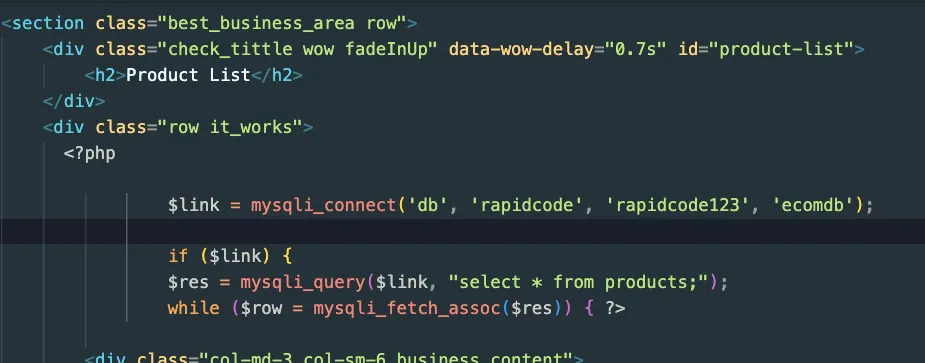 <section class="best_business_area row">
<div class="check_tittle wow fadeInUp" data-wow-delay="0.7s" id="product-list">
<h2>Product List</h2>
</div>
<div class="row it_works">
<?php
$link = mysqli_connect('db', 'rapidcode', 'rapidcode123', 'ecomdb');
if ($link) {
$res = mysqli_query($link, "select * from products;");
while ($row = mysqli_fetch_assoc($res)) { ?>
<div class="col-md-3 col-sm-6 business_content">